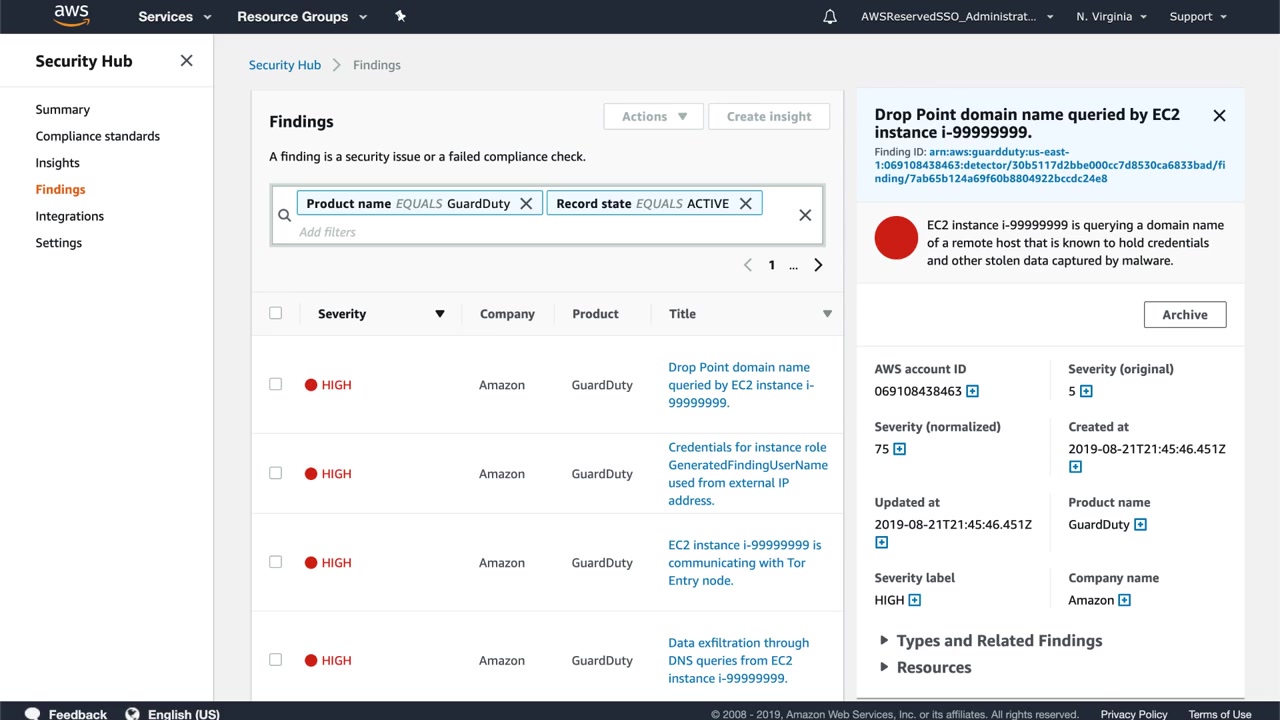 aws
Services
Resource Groups
AWSReservedSSO_Administrat...
N. Virginia
Support
Security Hub
Summary
Compliance standards
Insights
Findings
Integrations
Settings
Security Hub
Findings
Findings
Actions
Create insight
A finding is a security issue or a failed compliance check.
Product name EQUALS GuardDuty
Record state EQUALS ACTIVE
Add filters
1
...
Severity
Company
Product
Title
HIGH
Amazon
GuardDuty
Drop Point domain name
queried by EC2 instance i-
99999999.
HIGH
Amazon
GuardDuty
Credentials for instance role
GeneratedFindingUserName
used from external IP
address.
HIGH
Amazon
GuardDuty
EC2 instance i-99999999 is
communicating with Tor
Entry node.
HIGH
Amazon
GuardDuty
Data exfiltration through
DNS queries from EC2
instance i-99999999.
Drop Point domain name queried by EC2
instance i-99999999.
Finding ID: arn:aws:guardduty:us-east-
1:069108438463:detector/30b5117d2bbe000cc7d8530ca6833bad/fi
nding/7ab65b124a69f60b8804922bccdc24e8
EC2 instance i-99999999 is querying a domain name
of a remote host that is known to hold credentials
and other stolen data captured by malware.
Archive
AWS account ID
069108438463
Severity (original)
5
Severity (normalized)
75
Created at
2019-08-21T21:45:46.451Z
Updated at
2019-08-21T21:45:46.451Z
Product name
GuardDuty
Severity label
HIGH
Company name
Amazon
Types and Related Findings
Resources
Feedback
English (US)
© 2008 - 2019, Amazon Web Services, Inc. or its affiliates. All rights reserved.
Privacy Policy
Terms of Use